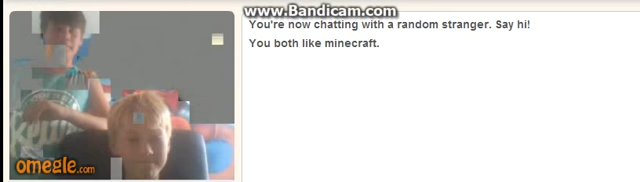 www.Bandicam.com
You're now chatting with a random stranger. Say hi!
You both like minecraft.
omegle.com